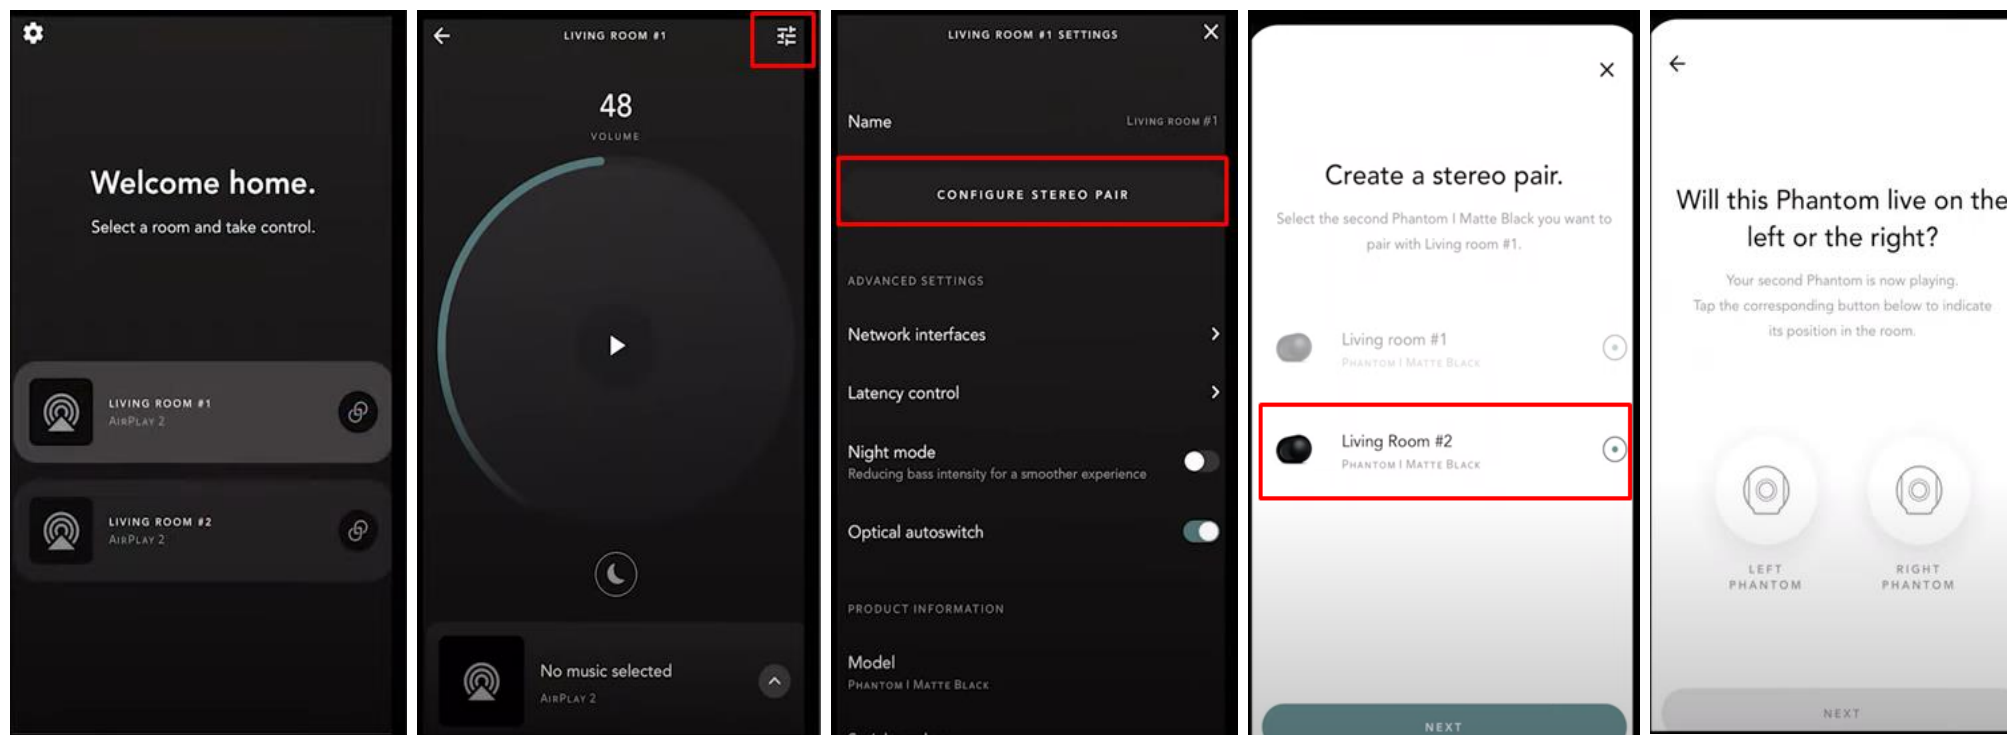 Welcome home.
Select a room and take control.
LIVING ROOM #1
AIRPLAY 2
LIVING ROOM #2
AIRPLAY 2
LIVING ROOM #1
48
VOLUME
No music selected
AIRPLAY 2
LIVING ROOM #1 SETTINGS
Name
LIVING ROOM #1
CONFIGURE STEREO PAIR
ADVANCED SETTINGS
Network interfaces
Latency control
Night mode
Reducing bass intensity for a smoother experience
Optical autoswitch
PRODUCT INFORMATION
Model
PHANTOM I MATTE BLACK
Create a stereo pair.
Select the second Phantom I Matte Black you want to
pair with Living room #1.
Living room #1
PHANTOM I MATTE BLACK
Living Room #2
PHANTOM I MATTE BLACK
NEXT
Will this Phantom live on the
left or the right?
Your second Phantom is now playing.
Tap the corresponding button below to indicate
its position in the room.
LEFT
PHANTOM
RIGHT
PHANTOM
NEXT